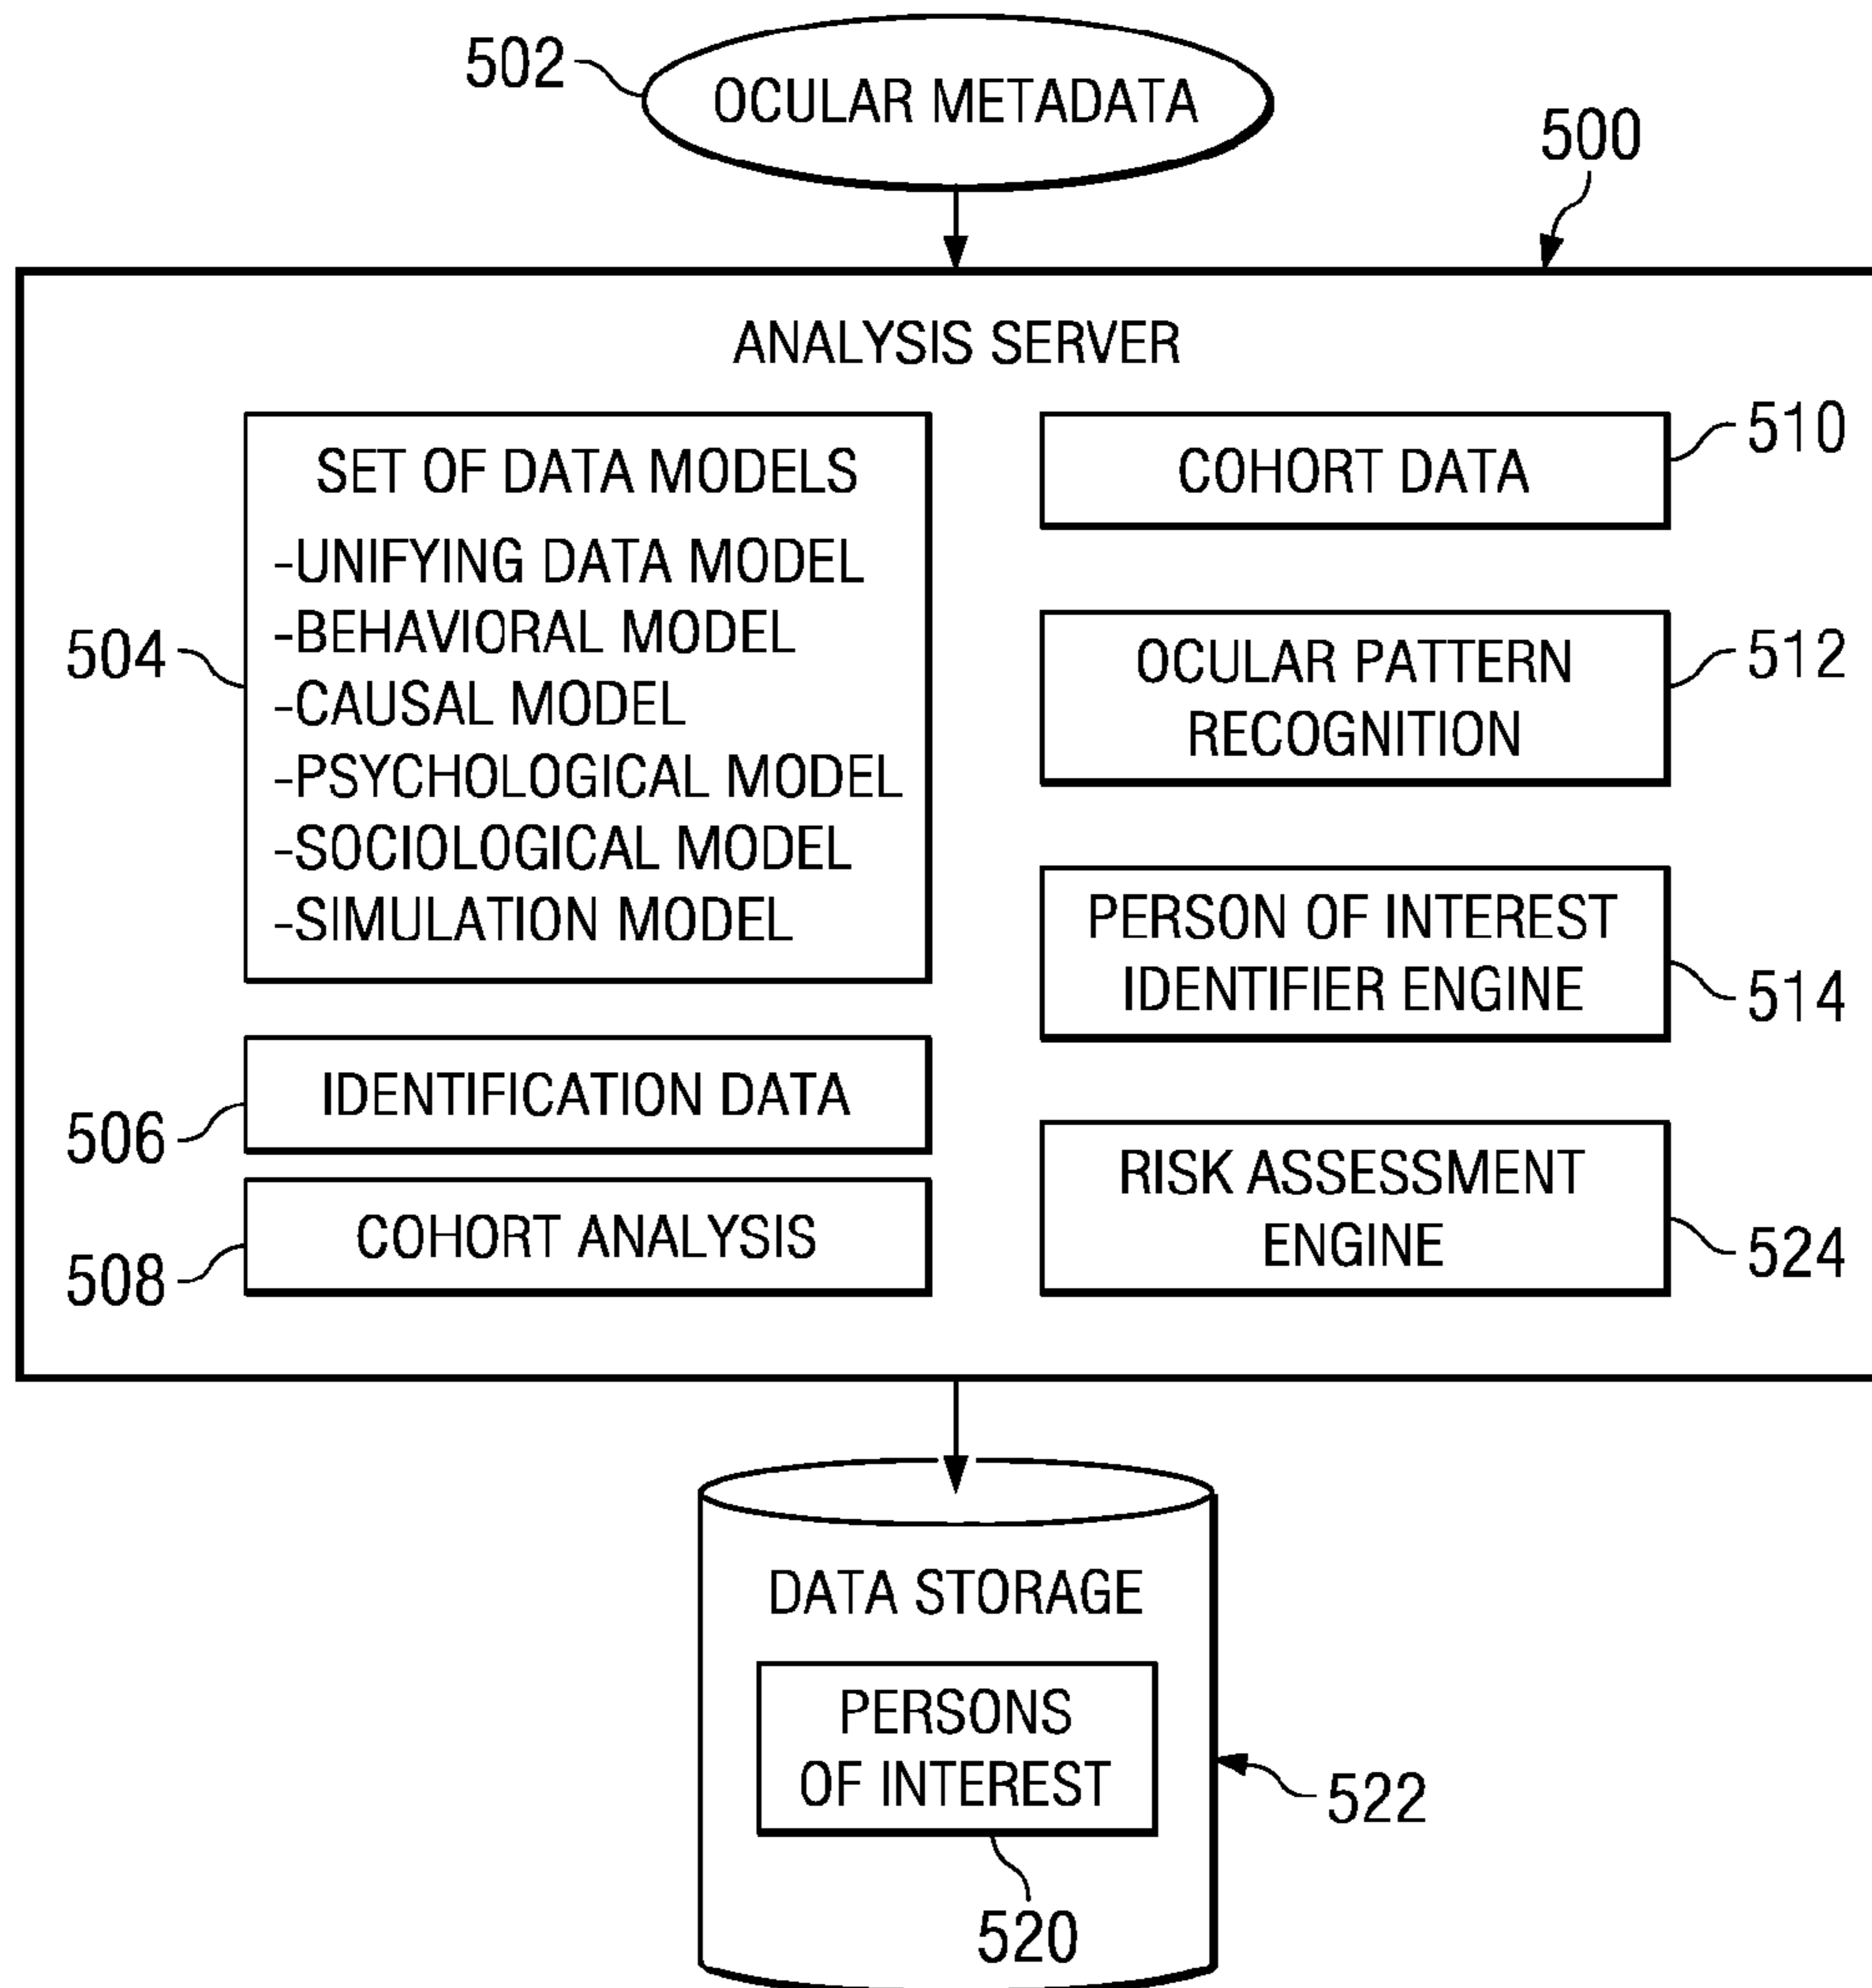 502
OCULAR METADATA
500
ANALYSIS SERVER
SET OF DATA MODELS
-UNIFYING DATA MODEL
-BEHAVIORAL MODEL
-CAUSAL MODEL
-PSYCHOLOGICAL MODEL
-SOCIOLOGICAL MODEL
-SIMULATION MODEL
504
IDENTIFICATION DATA
506
COHORT ANALYSIS
508
COHORT DATA
510
OCULAR PATTERN
RECOGNITION
512
PERSON OF INTEREST
IDENTIFIER ENGINE
514
RISK ASSESSMENT
ENGINE
524
DATA STORAGE
PERSONS
OF INTEREST
522
520